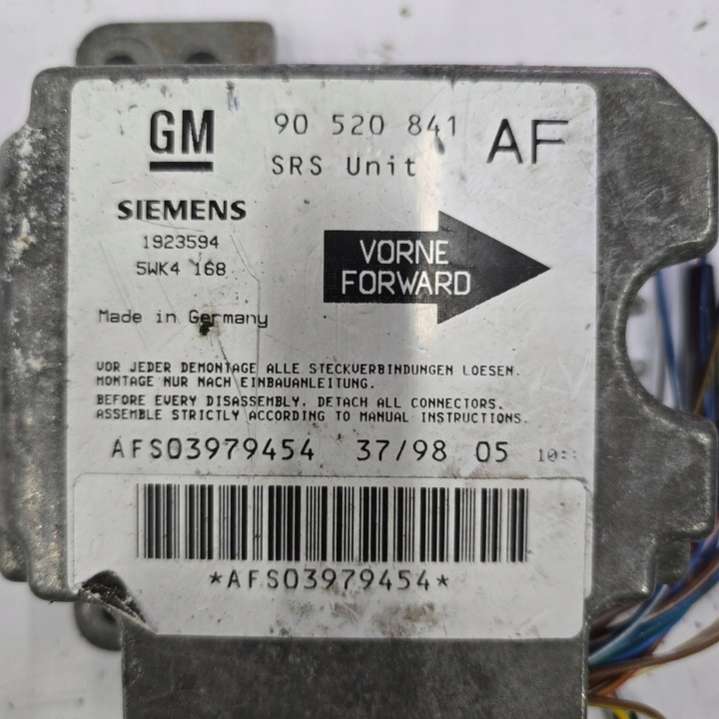 GM 90 520 841 AF
SRS Unit
SIEMENS
1923594
5WK4 168
VORNE
FORWARD
Made in Germany
VOR JEDER DEMONTAGE ALLE STECKVERBINDUNGEN LOESEN.
MONTAGE NUR NACH EINBAUANLEITUNG.
BEFORE EVERY DISASSEMBLY. DETACH ALL CONNECTORS.
ASSEMBLE STRICTLY ACCORDING TO MANUAL INSTRUCTIONS.
AFS03979454 37/98 05
*AFS03979454*